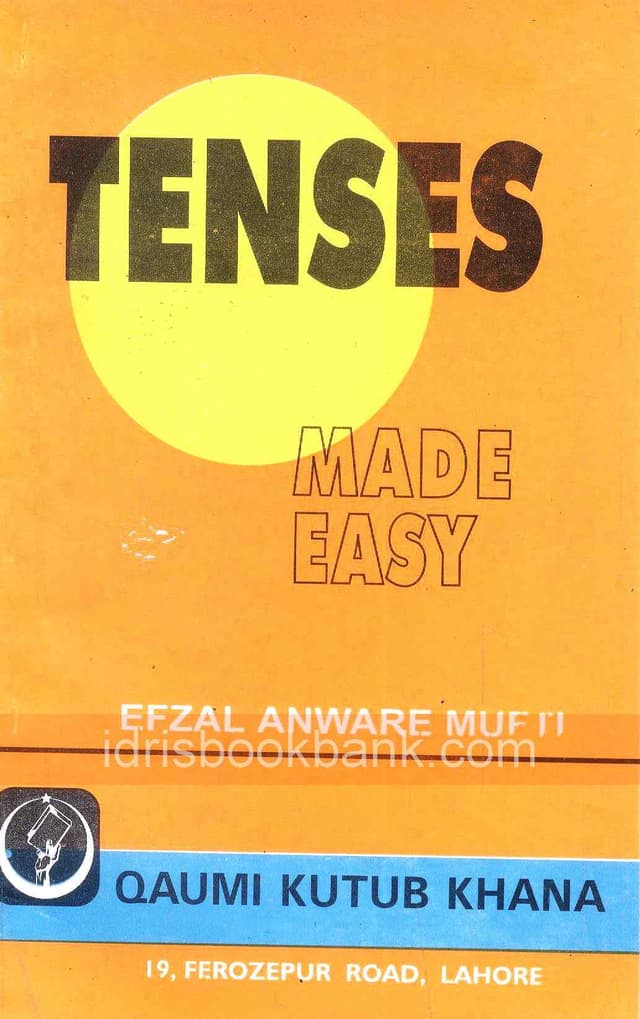 TENSES
MADE
EASY
EFZAL ANWARE MUFTI
idrisbookbank.com
QAUMI KUTUB KHANA
19, FEROZEPUR ROAD, LAHORE